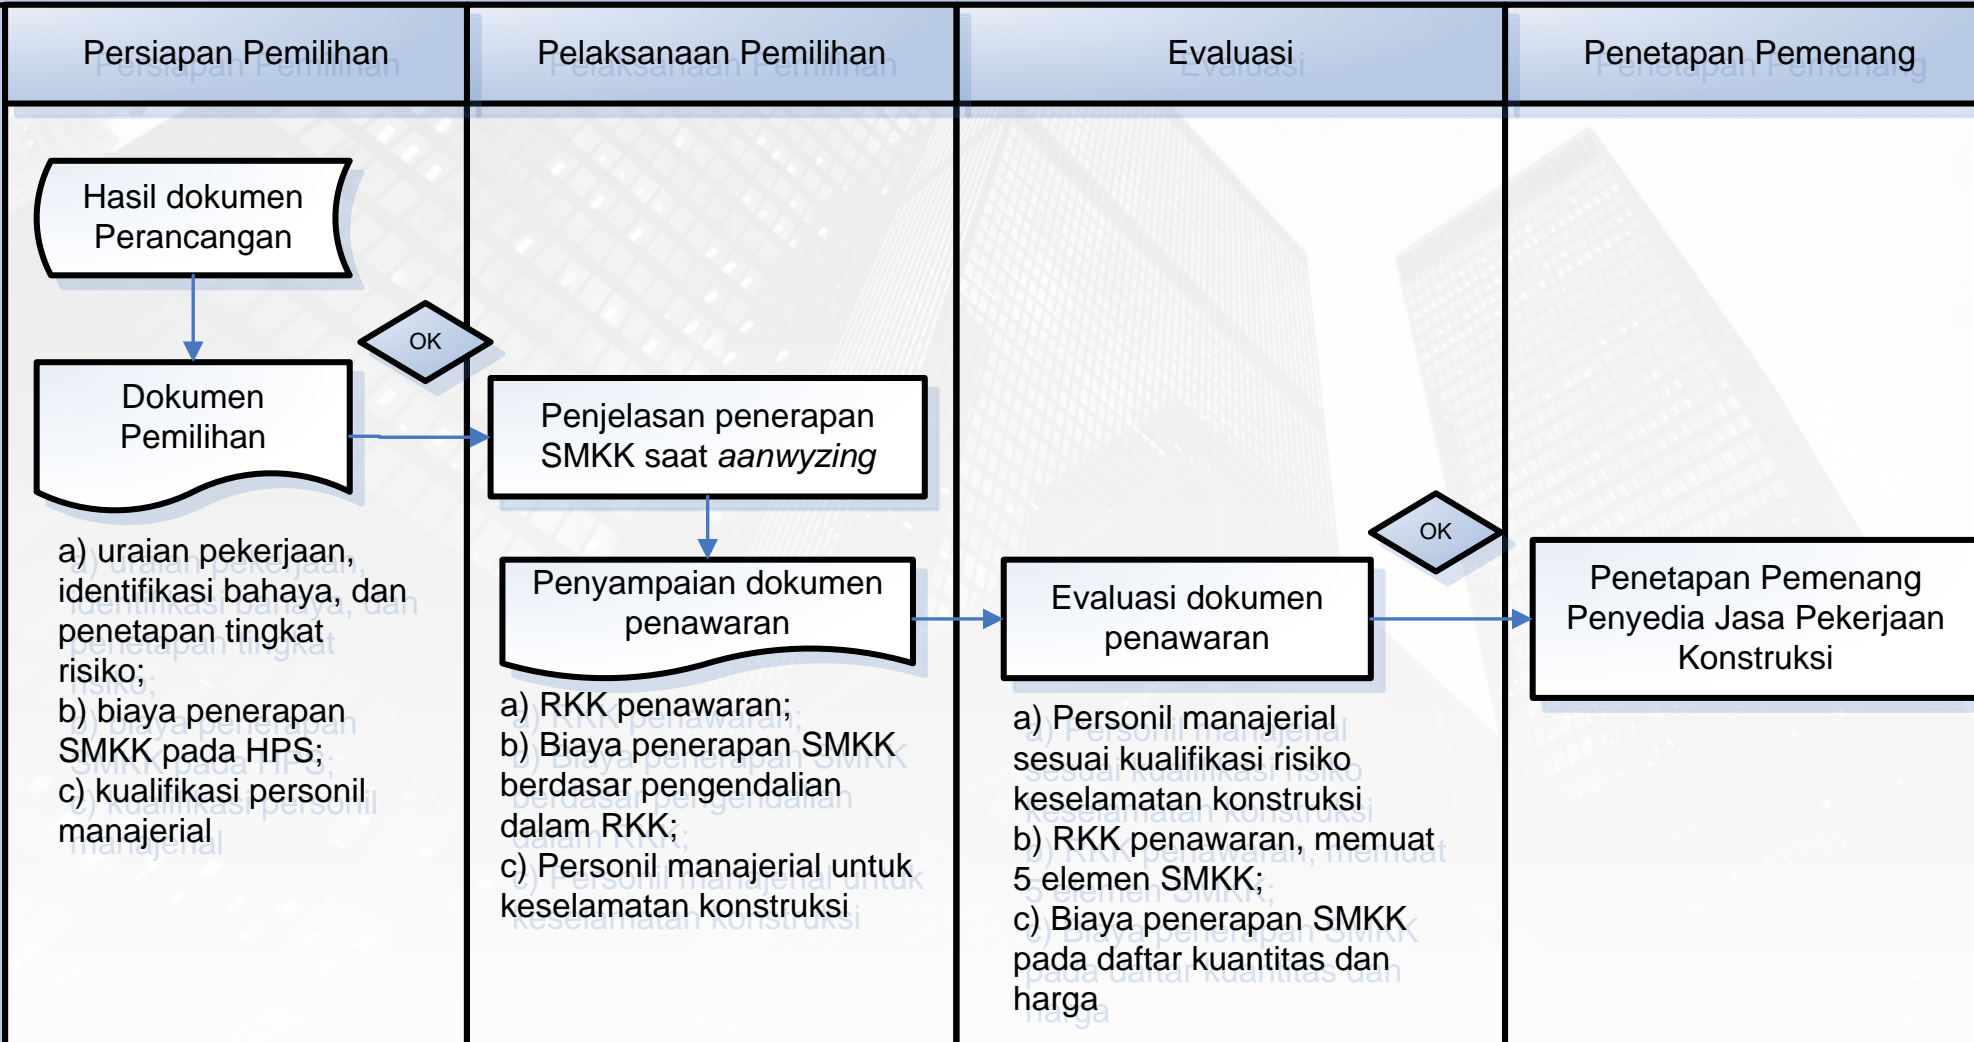 Persiapan Pemilihan
Pelaksanaan Pemilihan
Evaluasi
Penetapan Pemenang
Hasil dokumen
Perancangan
OK
Dokumen
Pemilihan
a) uraian pekerjaan,
identifikasi bahaya, dan
penetapan tingkat
risiko;
b) biaya penerapan
SMKK pada HPS;
c) kualifikasi personil
manajerial
Penjelasan penerapan
SMKK saat aanwyzing
Penyampaian dokumen
penawaran
a) RKK penawaran;
b) Biaya penerapan SMKK
berdasar pengendalian
dalam RKK;
c) Personil manajerial untuk
keselamatan konstruksi
Evaluasi dokumen
penawaran
a) Personil manajerial
sesuai kualifikasi risiko
keselamatan konstruksi
b) RKK penawaran, memuat
5 elemen SMKK;
c) Biaya penerapan SMKK
pada daftar kuantitas dan
harga
OK
Penetapan Pemenang
Penyedia Jasa Pekerjaan
Konstruksi